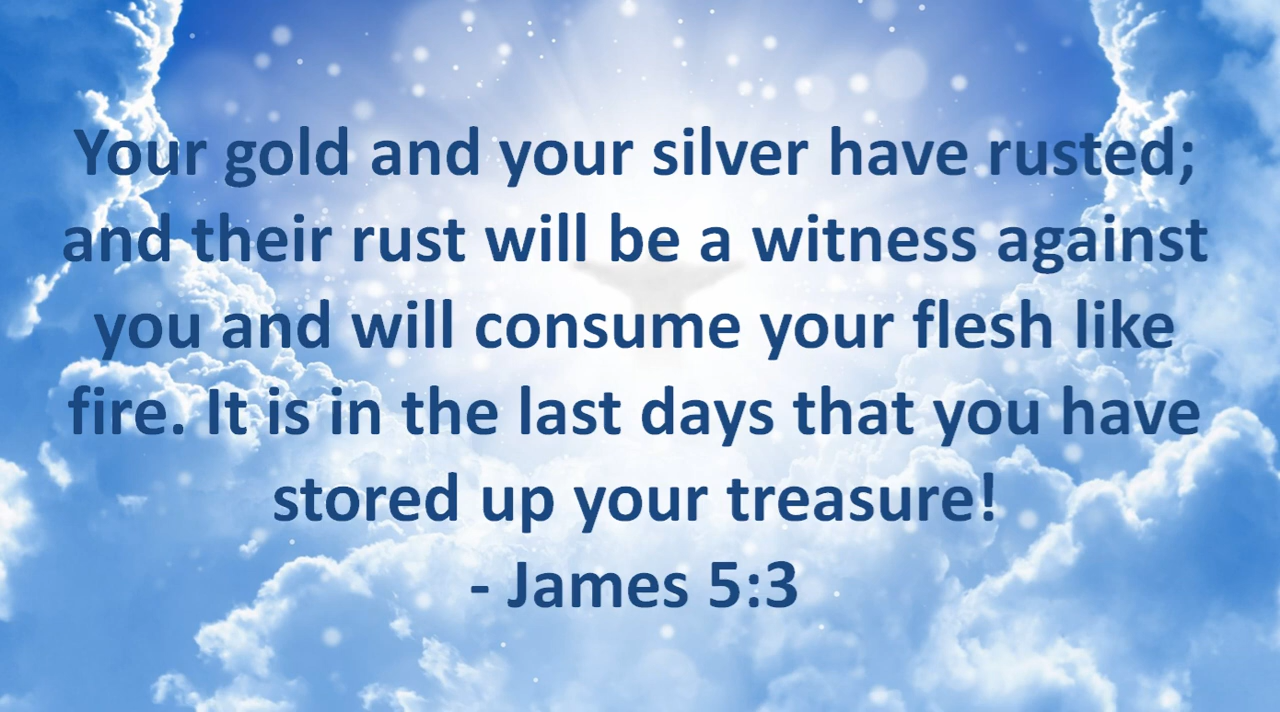 Your gold and your silver have rusted;
and their rust will be a witness against
you and will consume your flesh like
fire. It is in the last days that you have
stored up your treasure!
- James 5:3